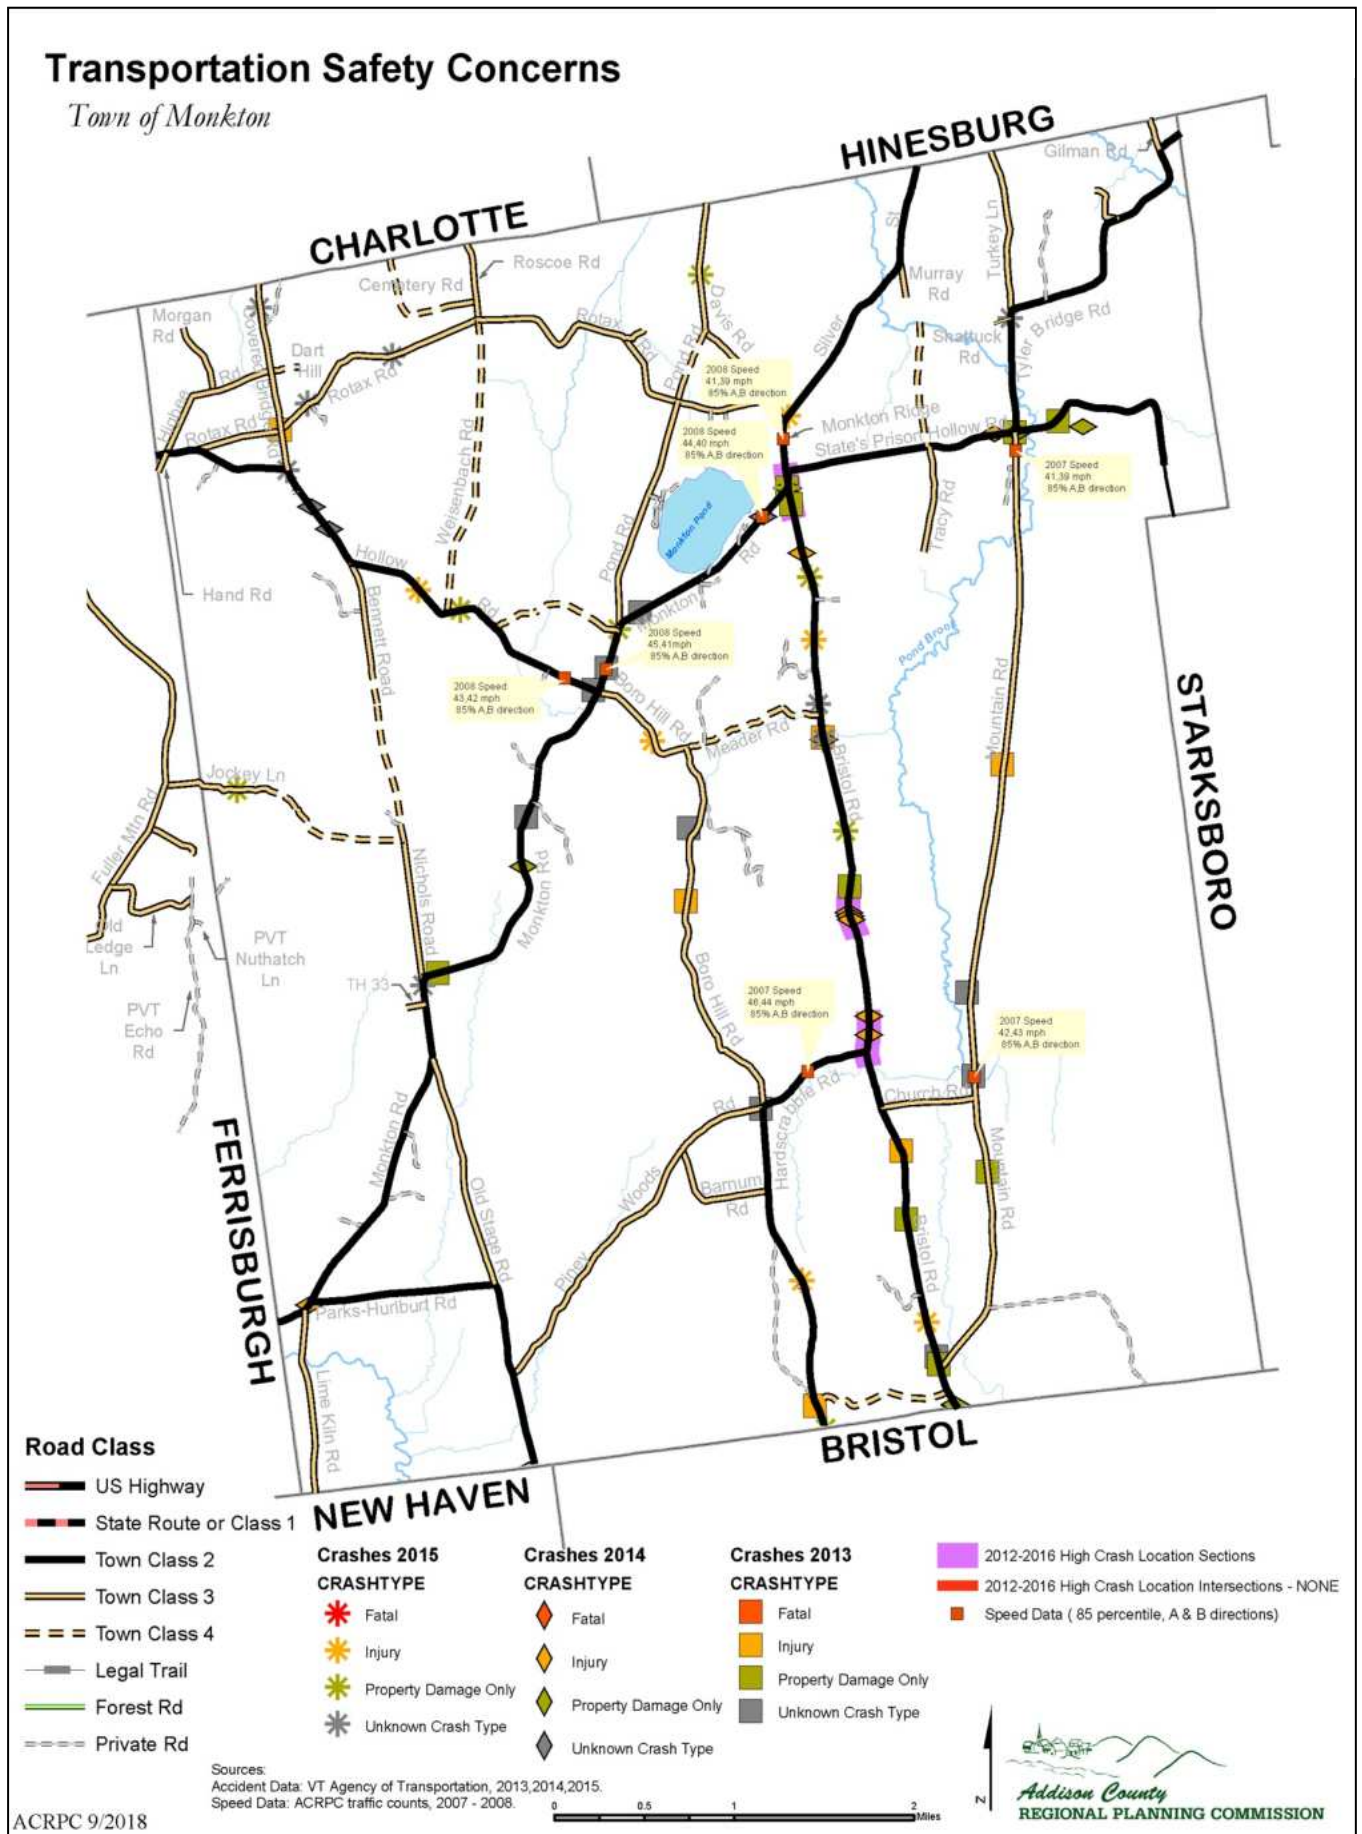 Transportation Safety Concerns
Town of Monkton
HINESBURG
Gilman Rd
CHARLOTTE
St
Turkey Ln
Roscoe Rd
Cemetery Rd
Murray
Rd
Morgan
Rd
Covered Bridge Rd
Rotax
Rd
Davis Rd
Silver
Shattuck
Rd
Tyler Bridge Rd
Dart
Hill
Rd
Rotax Rd
Pond Rd
2008 Speed
41,39 mph
85% A,B direction
Higbee
Rotax Rd
Monkton Ridge
State's Prison Hollow Rd
2008 Speed
44,40 mph
85% A,B direction
2007 Speed
41,39 mph
85% A,B direction
Weisenbach Rd
Monkton Pond
Tracy Rd
Pond Rd
Rd
Hollow
Rd
Hand Rd
Bennett Road
Monkton
2008 Speed
45,41mph
85% A,B direction
Pond Brook
2008 Speed
43,42 mph
85% A,B direction
Boro Hill Rd
Meader Rd
Mountain Rd
STARKSBORO
Bristol Rd
Jockey Ln
Fuller Mtn Rd
Nichols Road
Monkton Rd
Old
Ledge
Ln
PVT
Nuthatch
Ln
TH 33
Boro Hill Rd
2007 Speed
46,44 mph
85% A,B direction
PVT
Echo
Rd
2007 Speed
42,43 mph
85% A,B direction
Monkton Rd
Rd
Hardscrabble Rd
Church Rd
FERRISBURGH
Old Stage Rd
Woods
Barnum
Rd
Mountain Rd
Piney
Bristol Rd
Parks-Hurlburt Rd
Lime Kiln Rd
BRISTOL
NEW HAVEN
Road Class
US Highway
State Route or Class 1
Town Class 2
Town Class 3
Town Class 4
Legal Trail
Forest Rd
Private Rd
Crashes 2015
CRASHTYPE
Fatal
Injury
Property Damage Only
Unknown Crash Type
Crashes 2014
CRASHTYPE
Fatal
Injury
Property Damage Only
Unknown Crash Type
Crashes 2013
CRASHTYPE
Fatal
Injury
Property Damage Only
Unknown Crash Type
2012-2016 High Crash Location Sections
2012-2016 High Crash Location Intersections - NONE
Speed Data ( 85 percentile, A & B directions)
Sources:
Accident Data: VT Agency of Transportation, 2013,2014,2015.
Speed Data: ACRPC traffic counts, 2007 - 2008.
0 0.5 1 2
Miles
N
Addison County
REGIONAL PLANNING COMMISSION
ACRPC 9/2018